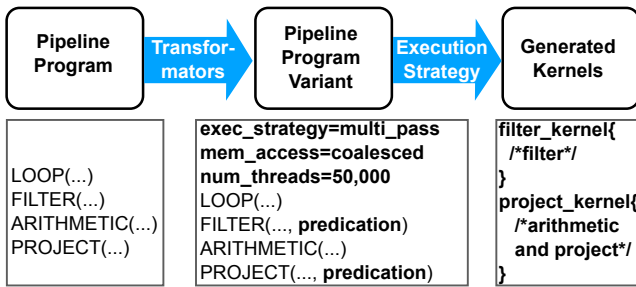 Pipeline
Program
Transfor-
mators
Pipeline
Program
Variant
Execution
Strategy
Generated
Kernels
LOOP(...)
FILTER(...)
ARITHMETIC(...)
PROJECT(...)
exec_strategy=multi_pass
mem_access=coalesced
num_threads=50,000
LOOP(...)
FILTER(..., predication)
ARITHMETIC(...)
PROJECT(..., predication)
filter_kernel{
/*filter*/
}
project_kernel{
/*arithmetic
and project*/
}